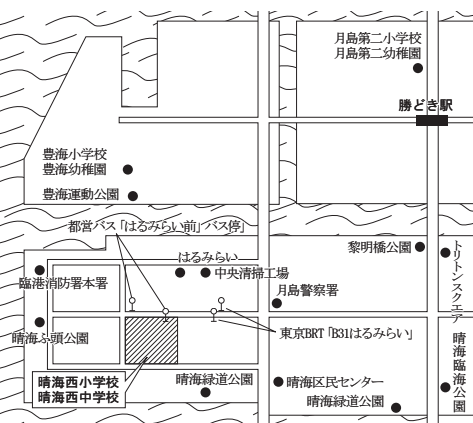 月島第二小学校
月島第二幼稚園
勝どき駅
豊海小学校
豊海幼稚園
豊海運動公園
都営バス「はるみらい前」バス停
はるみらい
中央清掃工場
黎明橋公園
トリトンスクエア
臨港消防署本署
月島警察署
晴海ふ頭公園
東京BRT「B31はるみらい」
晴海西小学校
晴海西中学校
晴海緑道公園
晴海区民センター
晴海緑道公園
晴海臨海公園